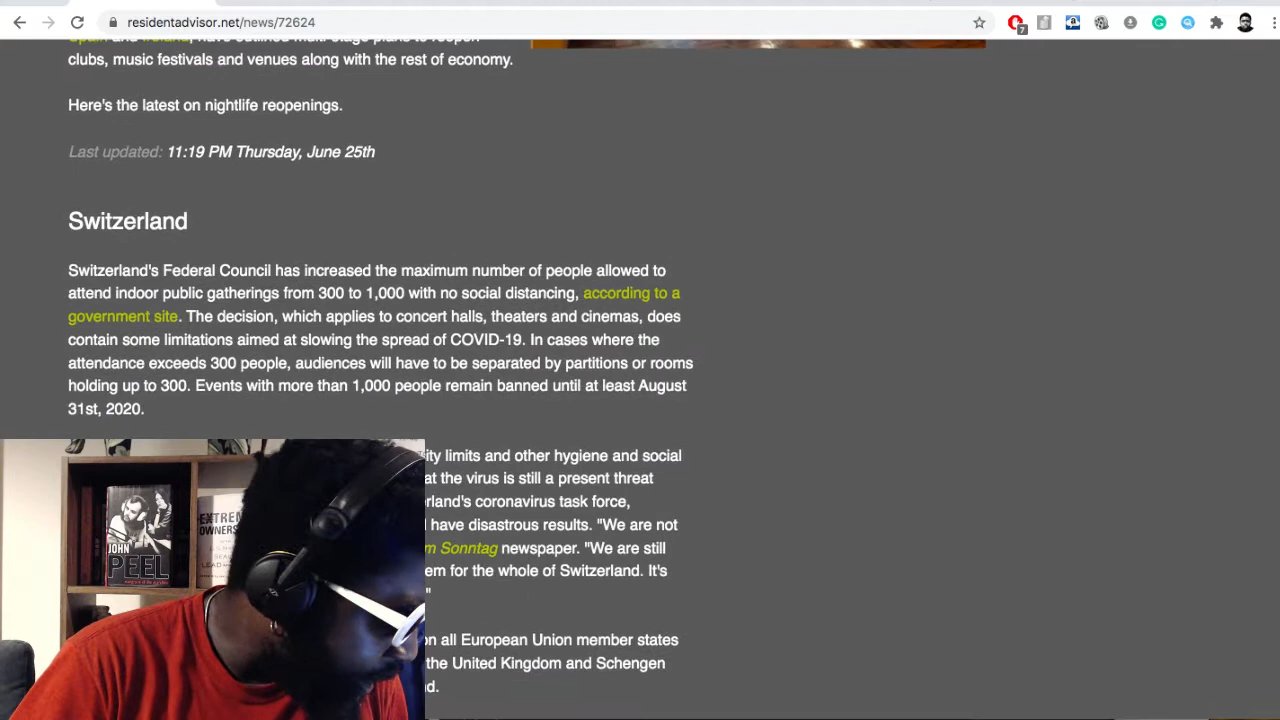 residentadvisor.net/news/72624
7
and Ireland, have outlined multi-stage plans to reopen
clubs, music festivals and venues along with the rest of economy.
Here's the latest on nightlife reopenings.
Last updated: 11:19 PM Thursday, June 25th
Switzerland
Switzerland's Federal Council has increased the maximum number of people allowed to
attend indoor public gatherings from 300 to 1,000 with no social distancing, according to a
government site. The decision, which applies to concert halls, theaters and cinemas, does
contain some limitations aimed at slowing the spread of COVID-19. In cases where the
attendance exceeds 300 people, audiences will have to be separated by partitions or rooms
holding up to 300. Events with more than 1,000 people remain banned until at least August
31st, 2020.
ity limits and other hygiene and social
at the virus is still a present threat
erland's coronavirus task force,
have disastrous results. "We are not
m Sonntag newspaper. "We are still
em for the whole of Switzerland. It's
"
on all European Union member states
the United Kingdom and Schengen
nd.
JOHN
PEEL
EXTREME
OWNERS
LEAD